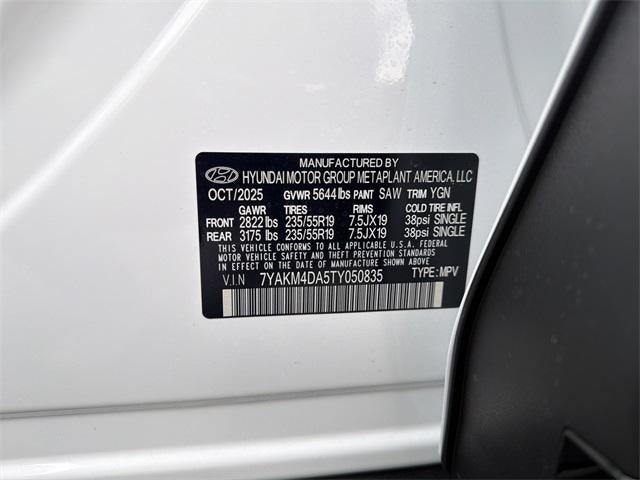 MANUFACTURED BY
HYUNDAI MOTOR GROUP METAPLANT AMERICA, LLC
OCT/2025 GVWR 5644 lbs PAINT SAW TRIM YGN
GAWR TIRES RIMS COLD TIRE INFL
FRONT 2822 lbs 235/55R19 7.5JX19 38psi SINGLE
REAR 3175 lbs 235/55R19 7.5JX19 38psi SINGLE
THIS VEHICLE CONFORMS TO ALL APPLICABLE U.S.A. FEDERAL
MOTOR VEHICLE SAFETY AND THEFT PREVENTION STANDARDS
IN EFFECT ON THE DATE OF MANUFACTURE SHOWN ABOVE.
V.I.N 7YAKM4DA5TY050835 TYPE : MPV